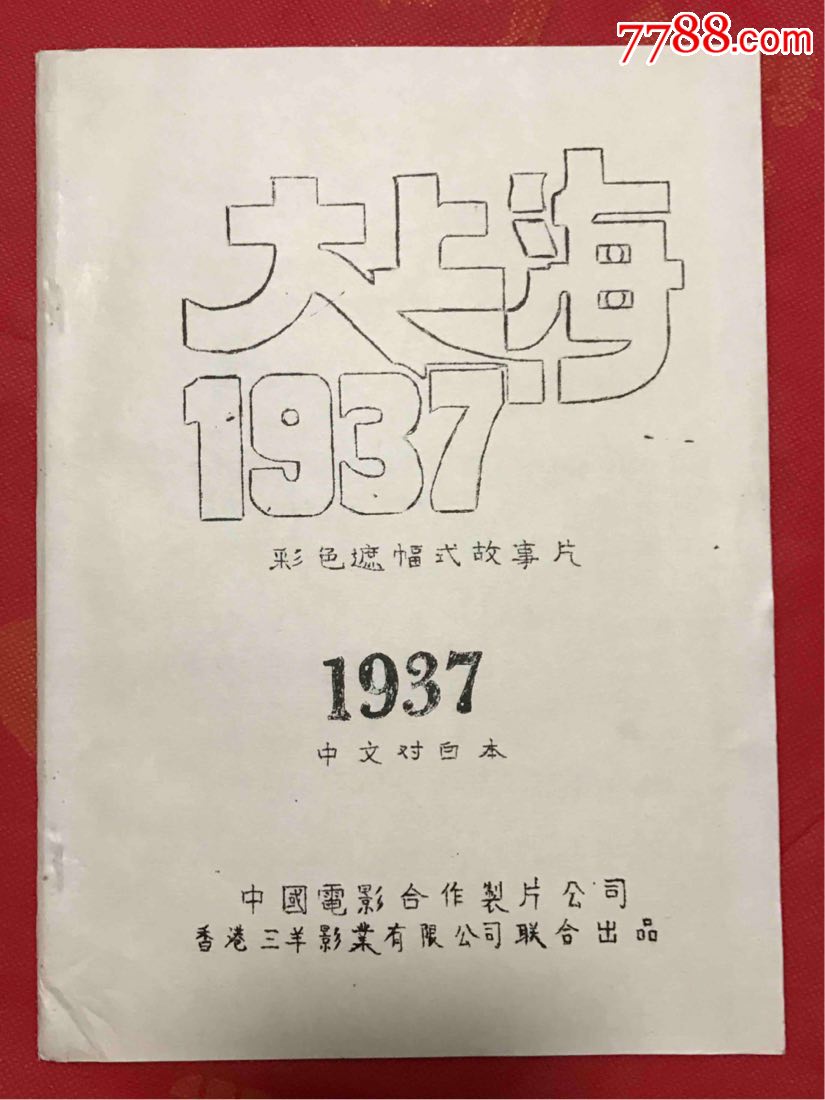 7788.com
大上海
1937
彩色遮幅式故事片
1937
中文对白本
中國電影合作製片公司
香港三羊影業有限公司联合出品